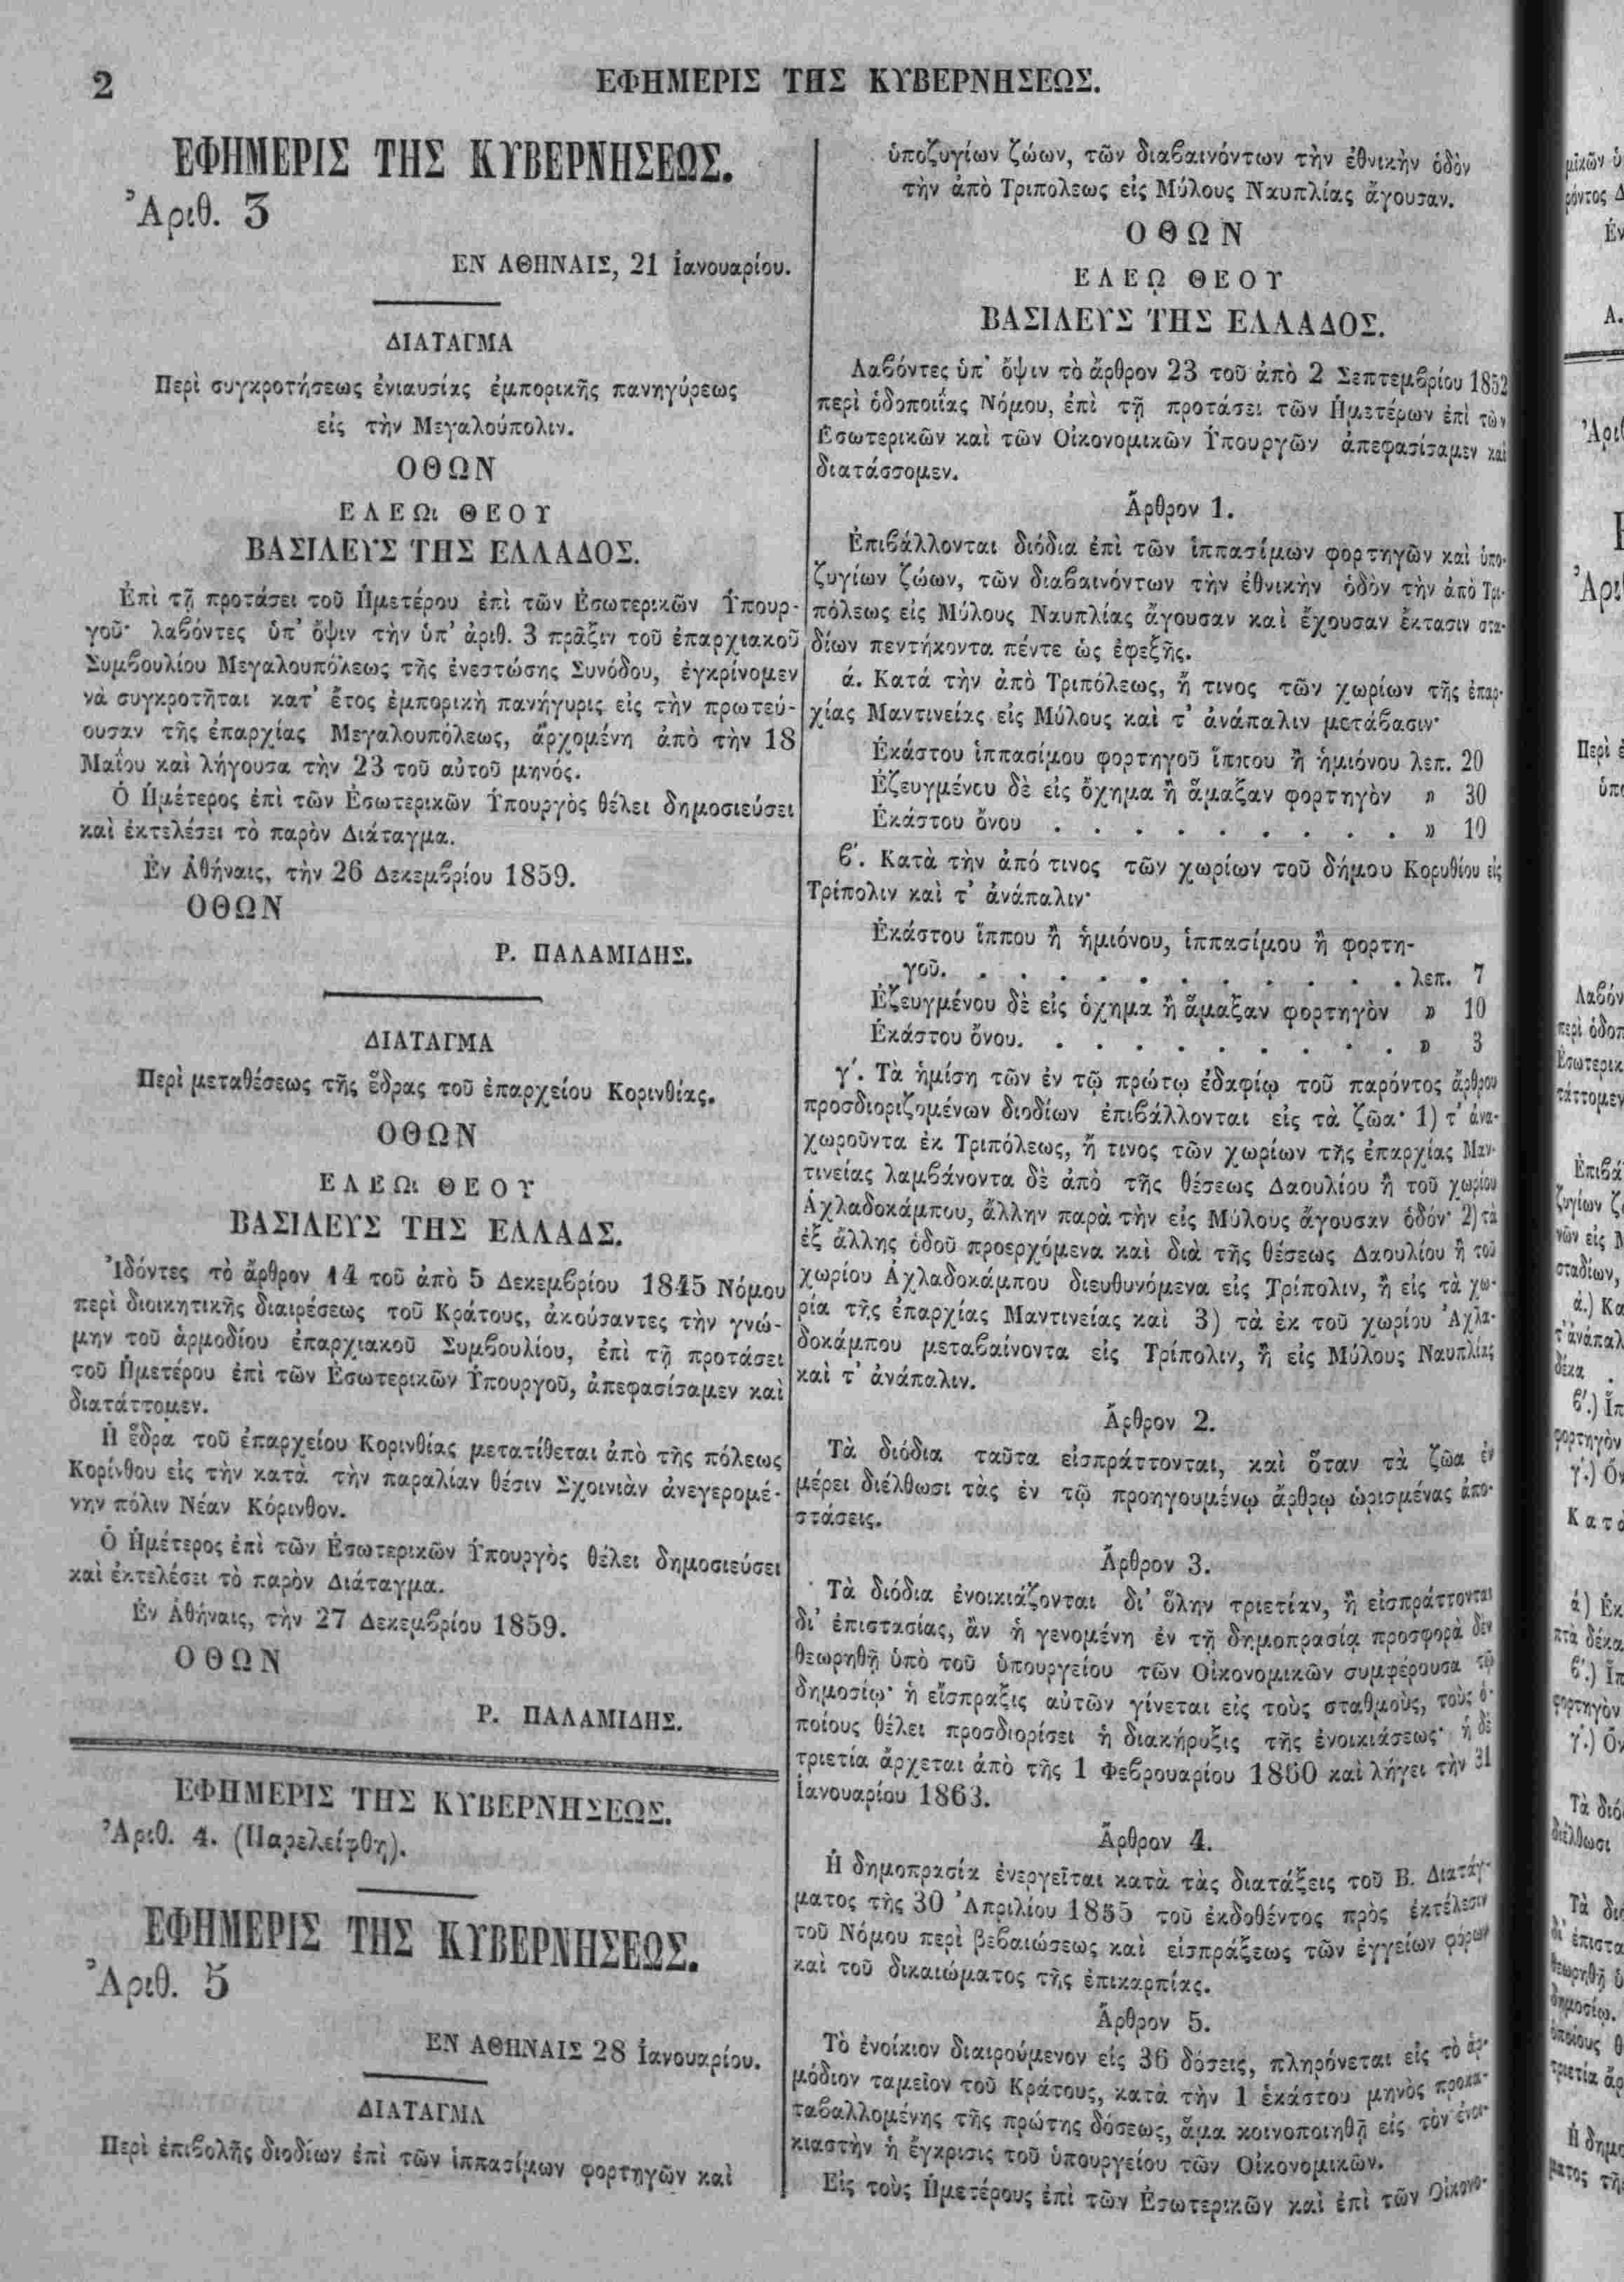 2
ΕΦΗΜΕΡΙΣ ΤΗΣ ΚΥΒΕΡΝΗΣΕΩΣ.
ΕΦΗΜΕΡΙΣ ΤΗΣ ΚΥΒΕΡΝΗΣΕΩΣ.
Ἀριθ. 3
ΕΝ ΑΘΗΝΑΙΣ, 21 Ἰανουαρίου.
ΔΙΑΤΑΓΜΑ
Περὶ συγκροτήσεως ἐνιαυσίας ἐμπορικῆς πανηγύρεως
εἰς τὴν Μεγαλούπολιν.
ΟΘΩΝ
ΕΛΕΩι ΘΕΟΥ
ΒΑΣΙΛΕΥΣ ΤΗΣ ΕΛΛΑΔΟΣ.
Ἐπὶ τῇ προτάσει τοῦ Ἡμετέρου ἐπὶ τῶν Ἐσωτερικῶν Ὑπουρ-
γοῦ· λαβόντες ὑπ' ὄψιν τὴν ὑπ' ἀριθ. 3 πρᾶξιν τοῦ ἐπαρχιακοῦ
Συμβουλίου Μεγαλουπόλεως τῆς ἐνεστώσης Συνόδου, ἐγκρίνομεν
νὰ συγκροτῆται κατ' ἔτος ἐμπορικὴ πανήγυρις εἰς τὴν πρωτεύ-
ουσαν τῆς ἐπαρχίας Μεγαλουπόλεως, ἀρχομένη ἀπὸ τὴν 18
Μαΐου καὶ λήγουσα τὴν 23 τοῦ αὐτοῦ μηνός.
Ὁ Ἡμέτερος ἐπὶ τῶν Ἐσωτερικῶν Ὑπουργὸς θέλει δημοσιεύσει
καὶ ἐκτελέσει τὸ παρὸν Διάταγμα.
Ἐν Ἀθήναις, τὴν 26 Δεκεμβρίου 1859.
ΟΘΩΝ
Ρ. ΠΑΛΑΜΙΔΗΣ.
ΔΙΑΤΑΓΜΑ
Περὶ μεταθέσεως τῆς ἕδρας τοῦ ἐπαρχείου Κορινθίας.
ΟΘΩΝ
ΕΛΕΩι ΘΕΟΥ
ΒΑΣΙΛΕΥΣ ΤΗΣ ΕΛΛΑΔΣ.
Ἰδόντες τὸ ἄρθρον 14 τοῦ ἀπὸ 5 Δεκεμβρίου 1845 Νόμου
περὶ διοικητικῆς διαιρέσεως τοῦ Κράτους, ἀκούσαντες τὴν γνώ-
μην τοῦ ἁρμοδίου ἐπαρχιακοῦ Συμβουλίου, ἐπὶ τῇ προτάσει
τοῦ Ἡμετέρου ἐπὶ τῶν Ἐσωτερικῶν Ὑπουργοῦ, ἀπεφασίσαμεν καὶ
διατάττομεν.
Ἡ ἕδρα τοῦ ἐπαρχείου Κορινθίας μετατίθεται ἀπὸ τῆς πόλεως
Κορίνθου εἰς τὴν κατὰ τὴν παραλίαν θέσιν Σχοινιὰν ἀνεγερομέ-
νην πόλιν Νέαν Κόρινθον.
Ὁ Ἡμέτερος ἐπὶ τῶν Ἐσωτερικῶν Ὑπουργὸς θέλει δημοσιεύσει
καὶ ἐκτελέσει τὸ παρὸν Διάταγμα.
Ἐν Ἀθήναις, τὴν 27 Δεκεμβρίου 1859.
ΟΘΩΝ
Ρ. ΠΑΛΑΜΙΔΗΣ.
ΕΦΗΜΕΡΙΣ ΤΗΣ ΚΥΒΕΡΝΗΣΕΩΣ.
Ἀριθ. 4. (Παρελείφθη).
ΕΦΗΜΕΡΙΣ ΤΗΣ ΚΥΒΕΡΝΗΣΕΩΣ.
Ἀριθ. 5
ΕΝ ΑΘΗΝΑΙΣ 28 Ἰανουαρίου.
ΔΙΑΤΑΓΜΑ
Περὶ ἐπιβολῆς διοδίων ἐπὶ τῶν ἱππασίμων φορτηγῶν καὶ
ὑποζυγίων ζώων, τῶν διαβαινόντων τὴν ἐθνικὴν ὁδὸν
τὴν ἀπὸ Τριπολεως εἰς Μύλους Ναυπλίας ἄγουσαν.
ΟΘΩΝ
ΕΛΕΩ ΘΕΟΥ
ΒΑΣΙΛΕΥΣ ΤΗΣ ΕΛΛΑΔΟΣ.
Λαβόντες ὑπ' ὄψιν τὸ ἄρθρον 23 τοῦ ἀπὸ 2 Σεπτεμβρίου 1852
περὶ ὁδοποιΐας Νόμου, ἐπὶ τῇ προτάσει τῶν Ἡμετέρων ἐπὶ τῶν
Ἐσωτερικῶν καὶ τῶν Οἰκονομικῶν Ὑπουργῶν ἀπεφασίσαμεν καὶ
διατάσσομεν.
Ἄρθρον 1.
Ἐπιβάλλονται διόδια ἐπὶ τῶν ἱππασίμων φορτηγῶν καὶ ὑπο-
ζυγίων ζώων, τῶν διαβαινόντων τὴν ἐθνικὴν ὁδὸν τὴν ἀπὸ Τρι-
πόλεως εἰς Μύλους Ναυπλίας ἄγουσαν καὶ ἔχουσαν ἔκτασιν στα-
δίων πεντήκοντα πέντε ὡς ἐφεξῆς.
ά. Κατά τὴν ἀπὸ Τριπόλεως, ἤ τινος τῶν χωρίων τῆς ἐπαρ-
χίας Μαντινείας εἰς Μύλους καὶ τ' ἀνάπαλιν μετάβασιν·
Ἑκάστου ἱππασίμου φορτηγοῦ ἵππου ἢ ἡμιόνου λεπ. 20
Ἐζευγμένου δὲ εἰς ὄχημα ἢ ἅμαξαν φορτηγὸν » 30
Ἑκάστου ὄνου . . . . . . . . . » 10
β'. Κατὰ τὴν ἀπό τινος τῶν χωρίων τοῦ δήμου Κορυθίου εἰς
Τρίπολιν καὶ τ' ἀνάπαλιν·
Ἑκάστου ἵππου ἢ ἡμιόνου, ἱππασίμου ἢ φορτη-
γοῦ. . . . . . . . . . . . λεπ. 7
Ἐζευγμένου δὲ εἰς ὄχημα ἢ ἅμαξαν φορτηγὸν » 10
Ἑκάστου ὄνου. . . . . . . . . . » 3
γ'. Τὰ ἡμίση τῶν ἐν τῷ πρώτῳ ἐδαφίῳ τοῦ παρόντος ἄρθρου
προσδιοριζομένων διοδίων ἐπιβάλλονται εἰς τὰ ζῶα· 1) τ' ἀνα-
χωροῦντα ἐκ Τριπόλεως, ἤ τινος τῶν χωρίων τῆς ἐπαρχίας Μαν-
τινείας λαμβάνοντα δὲ ἀπὸ τῆς θέσεως Δαουλίου ἢ τοῦ χωρίου
Ἀχλαδοκάμπου, ἄλλην παρὰ τὴν εἰς Μύλους ἄγουσαν ὁδόν· 2) τὰ
ἐξ ἄλλης ὁδοῦ προερχόμενα καὶ διὰ τῆς θέσεως Δαουλίου ἢ τοῦ
χωρίου Ἀχλαδοκάμπου διευθυνόμενα εἰς Τρίπολιν, ἢ εἰς τὰ χω-
ρία τῆς ἐπαρχίας Μαντινείας καὶ 3) τὰ ἐκ τοῦ χωρίου Ἀχλα-
δοκάμπου μεταβαίνοντα εἰς Τρίπολιν, ἢ εἰς Μύλους Ναυπλίας
καὶ τ' ἀνάπαλιν.
Ἄρθρον 2.
Τὰ διόδια ταῦτα εἰσπράττονται, καὶ ὅταν τὰ ζῶα ἐν
μέρει διέλθωσι τὰς ἐν τῷ προηγουμένῳ ἄρθρῳ ὡρισμένας ἀπο-
στάσεις.
Ἄρθρον 3.
Τὰ διόδια ἐνοικιάζονται δι' ὅλην τριετίαν, ἢ εἰσπράττονται
δι' ἐπιστασίας, ἂν ἡ γενομένη ἐν τῇ δημοπρασίᾳ προσφορὰ δὲν
θεωρηθῇ ὑπὸ τοῦ ὑπουργείου τῶν Οἰκονομικῶν συμφέρουσα τῷ
δημοσίῳ· ἡ εἴσπραξις αὐτῶν γίνεται εἰς τοὺς σταθμοὺς, τοὺς ὁ-
ποίους θέλει προσδιορίσει ἡ διακήρυξις τῆς ἐνοικιάσεως· ἡ δὲ
τριετία ἄρχεται ἀπὸ τῆς 1 Φεβρουαρίου 1860 καὶ λήγει τὴν 31
Ἰανουαρίου 1863.
Ἄρθρον 4.
Ἡ δημοπρασία ἐνεργεῖται κατὰ τὰς διατάξεις τοῦ Β. Διατάγ-
ματος τῆς 30 Ἀπριλίου 1855 τοῦ ἐκδοθέντος πρὸς ἐκτέλεσιν
τοῦ Νόμου περὶ βεβαιώσεως καὶ εἰσπράξεως τῶν ἐγγείων φόρων
καὶ τοῦ δικαιώματος τῆς ἐπικαρπίας.
Ἄρθρον 5.
Τὸ ἐνοίκιον διαιρούμενον εἰς 36 δόσεις, πληρόνεται εἰς τὸ ἁρ-
μόδιον ταμεῖον τοῦ Κράτους, κατὰ τὴν 1 ἑκάστου μηνὸς προκα-
ταβαλλομένης τῆς πρώτης δόσεως, ἅμα κοινοποιηθῇ εἰς τὸν ἐνοι-
κιαστὴν ἡ ἔγκρισις τοῦ ὑπουργείου τῶν Οἰκονομικῶν.
Εἰς τοὺς Ἡμετέρους ἐπὶ τῶν Ἐσωτερικῶν καὶ ἐπὶ τῶν Οἰκονο-